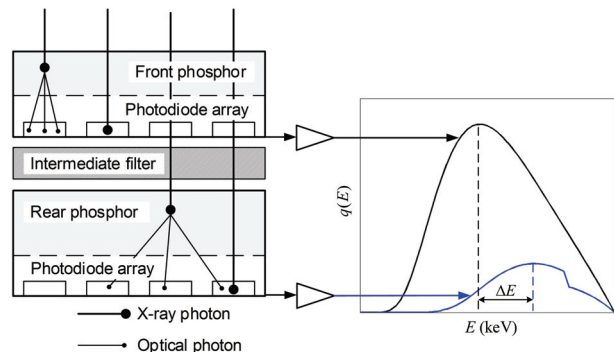 Front phosphor
Photodiode array
Intermediate filter
Rear phosphor
Photodiode array
X-ray photon
Optical photon
q(E)
ΔE
E (keV)